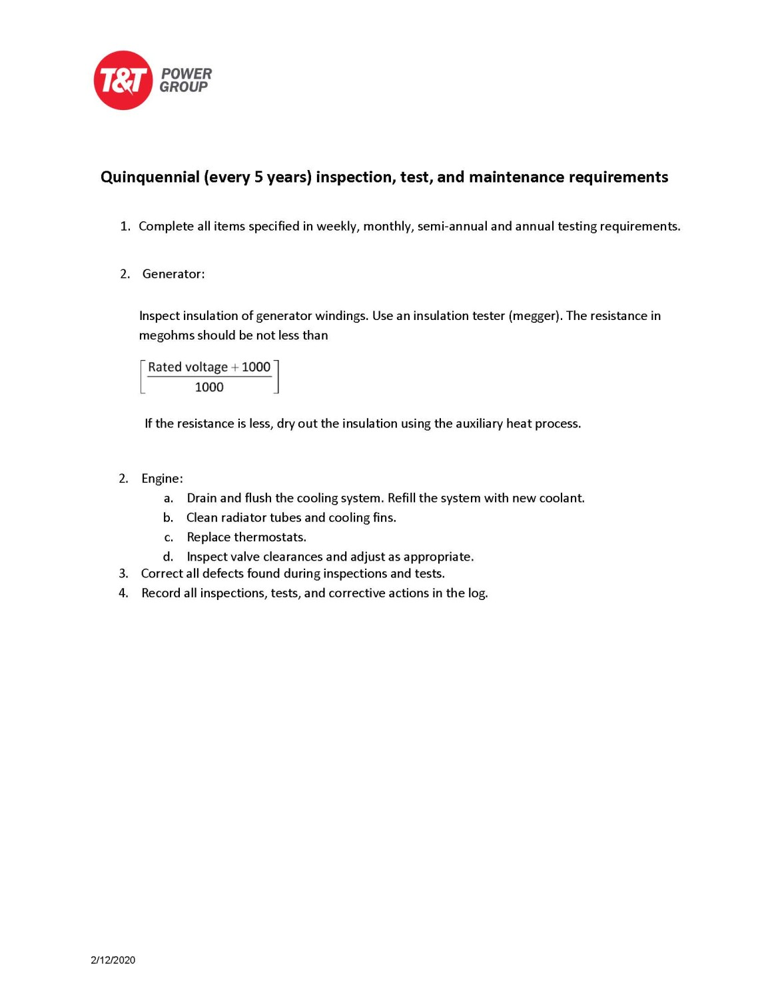 T&T POWER
GROUP
Quinquennial (every 5 years) inspection, test, and maintenance requirements
1. Complete all items specified in weekly, monthly, semi-annual and annual testing requirements.
2. Generator:
Inspect insulation of generator windings. Use an insulation tester (megger). The resistance in
megohms should be not less than
[Rated voltage + 1000]
1000
If the resistance is less, dry out the insulation using the auxiliary heat process.
2. Engine:
a. Drain and flush the cooling system. Refill the system with new coolant.
b. Clean radiator tubes and cooling fins.
c. Replace thermostats.
d. Inspect valve clearances and adjust as appropriate.
3. Correct all defects found during inspections and tests.
4. Record all inspections, tests, and corrective actions in the log.
2/12/2020